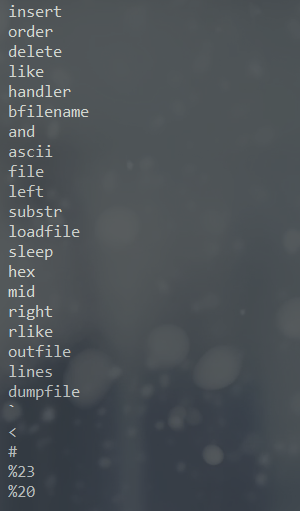 insert
order
delete
like
handler
bfilename
and
ascii
file
left
substr
loadfile
sleep
hex
mid
right
rlike
outfile
lines
dumpfile
`
<
#
%23
%20